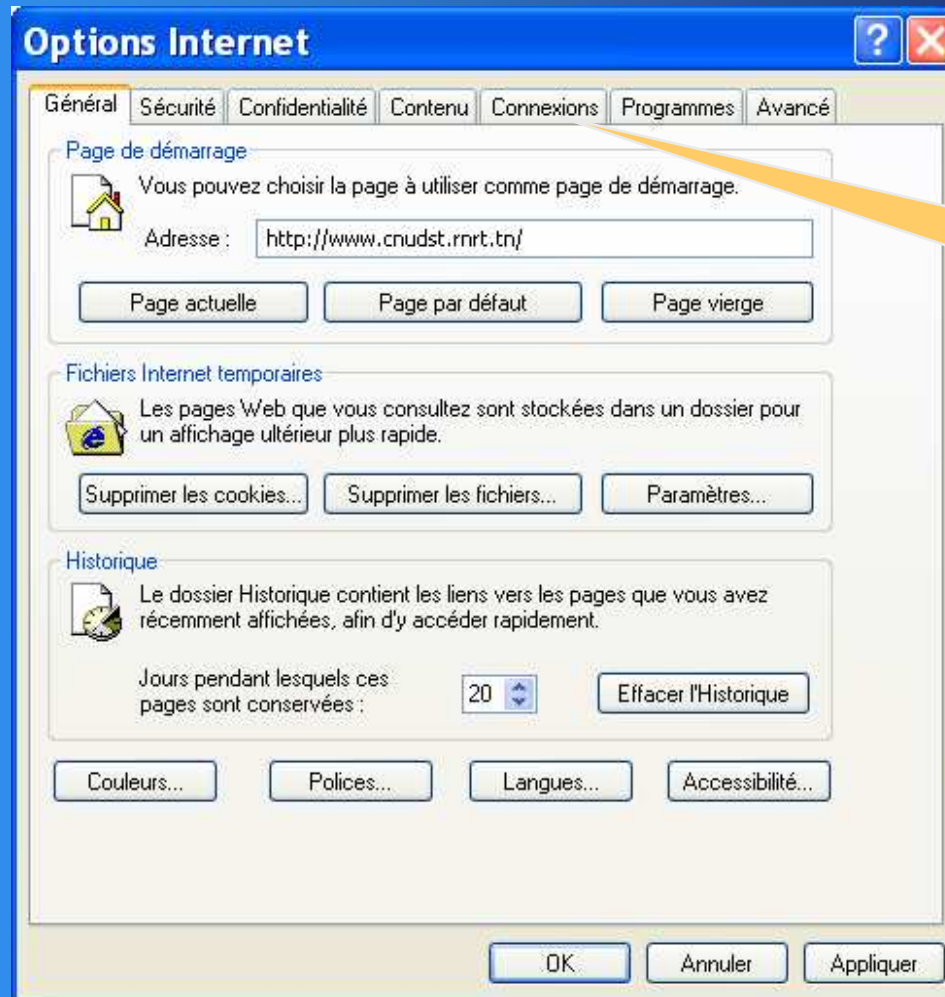 Options Internet
Général Sécurité Confidentialité Contenu Connexions Programmes Avancé
Page de démarrage
Vous pouvez choisir la page à utiliser comme page de démarrage.
Adresse : http://www.cnudst.rnrt.tn/
Page actuelle Page par défaut Page vierge
Fichiers Internet temporaires
Les pages Web que vous consultez sont stockées dans un dossier pour
un affichage ultérieur plus rapide.
Supprimer les cookies... Supprimer les fichiers... Paramètres...
Historique
Le dossier Historique contient les liens vers les pages que vous avez
récemment affichées, afin d'y accéder rapidement.
Jours pendant lesquels ces
pages sont conservées : 20 Effacer l'Historique
Couleurs... Polices... Langues... Accessibilité...
OK Annuler Appliquer